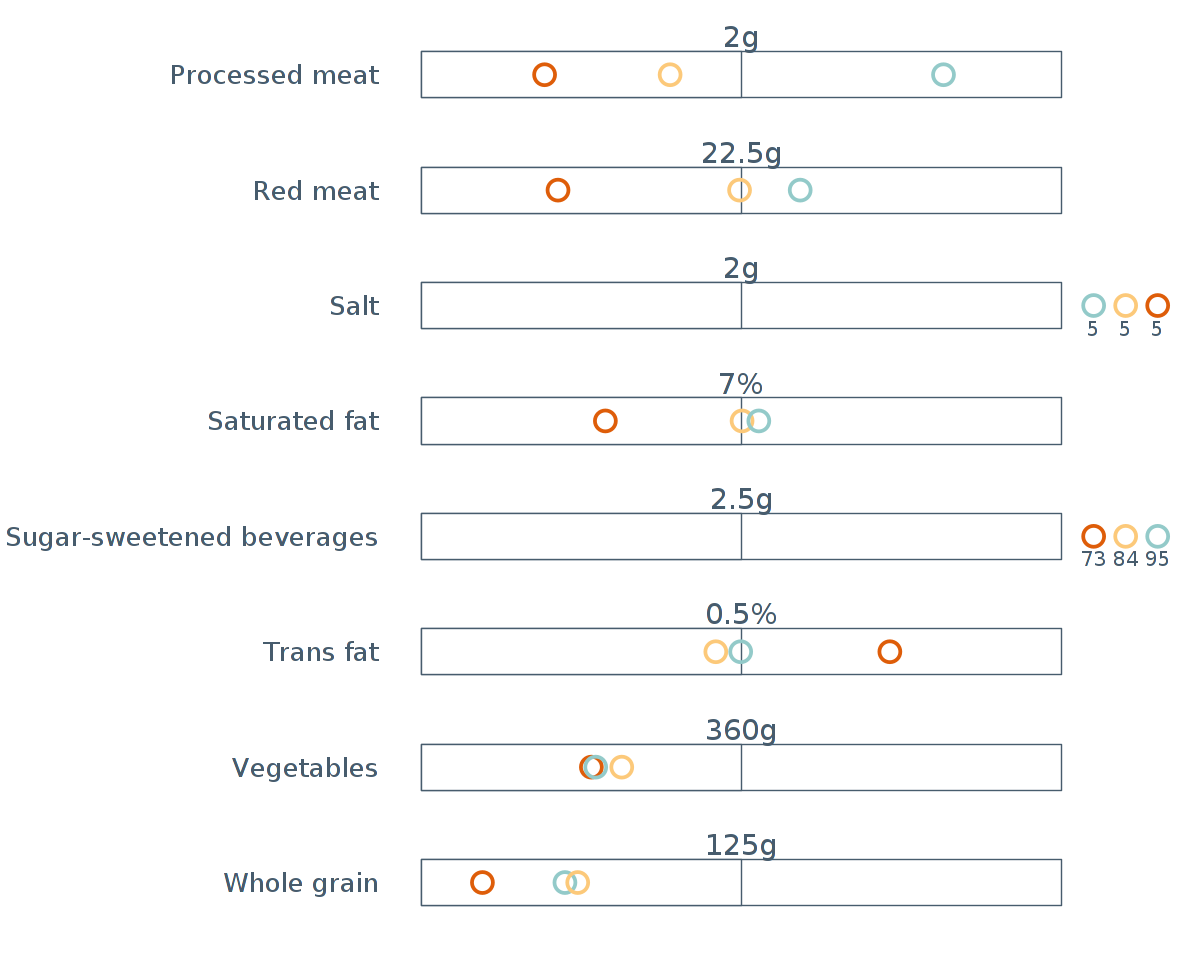 2g
Processed meat
22.5g
Red meat
2g
Salt
5 5 5
7%
Saturated fat
2.5g
Sugar-sweetened beverages
73 84 95
0.5%
Trans fat
360g
Vegetables
125g
Whole grain